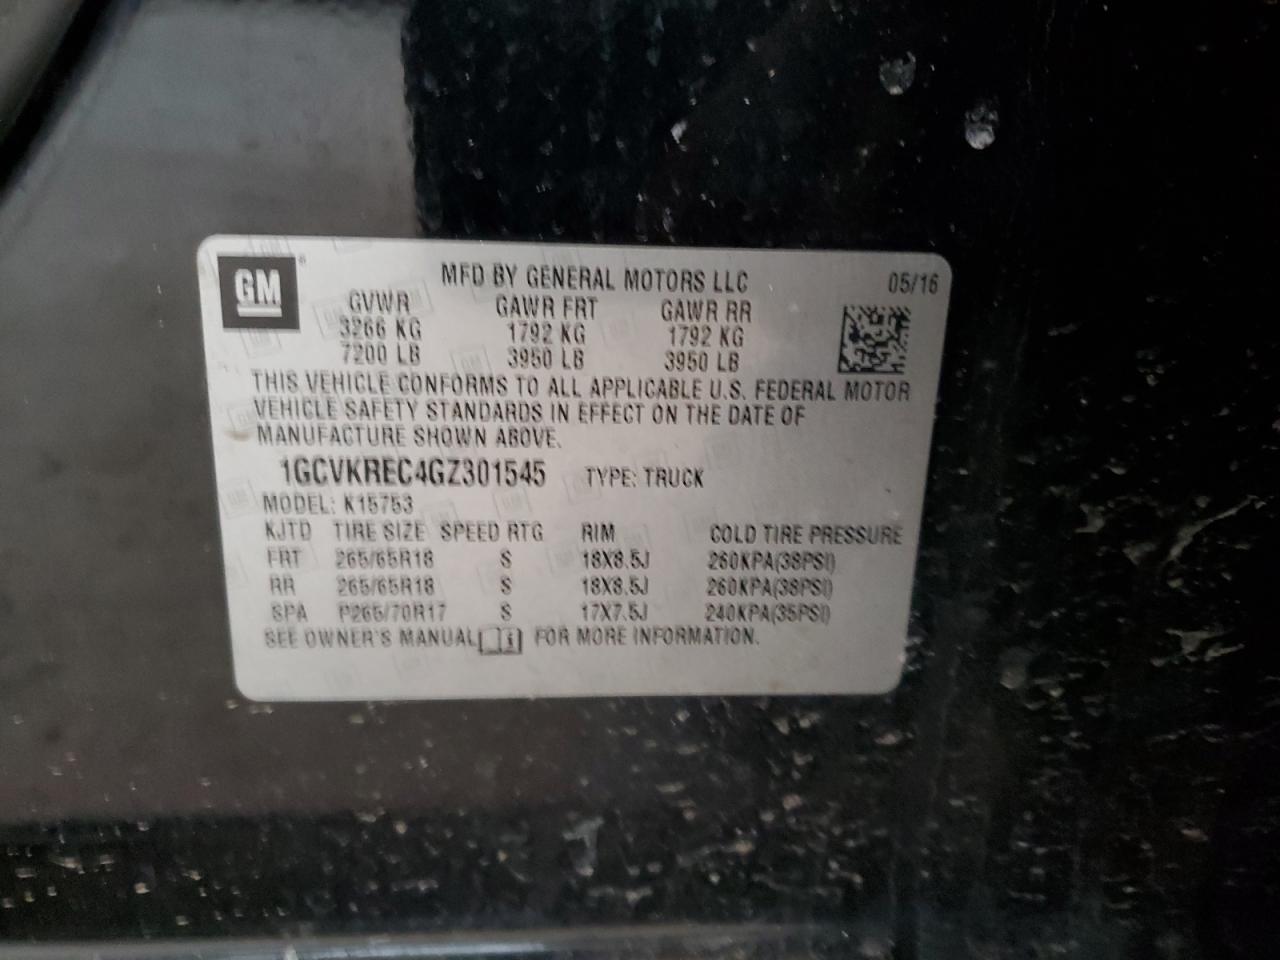 GM ® MFD BY GENERAL MOTORS LLC 05/16
GVWR GAWR FRT GAWR RR
3266 KG 1792 KG 1792 KG
7200 LB 3950 LB 3950 LB
THIS VEHICLE CONFORMS TO ALL APPLICABLE U.S. FEDERAL MOTOR
VEHICLE SAFETY STANDARDS IN EFFECT ON THE DATE OF
MANUFACTURE SHOWN ABOVE.
1GCVKREC4GZ301545 TYPE: TRUCK
MODEL: K15753
KJTD TIRE SIZE SPEED RTG RIM COLD TIRE PRESSURE
FRT 265/65R18 S 18X8.5J 260KPA(38PSI)
RR 265/65R18 S 18X8.5J 260KPA(38PSI)
SPA P265/70R17 S 17X7.5J 240KPA(35PSI)
SEE OWNER'S MANUAL FOR MORE INFORMATION.